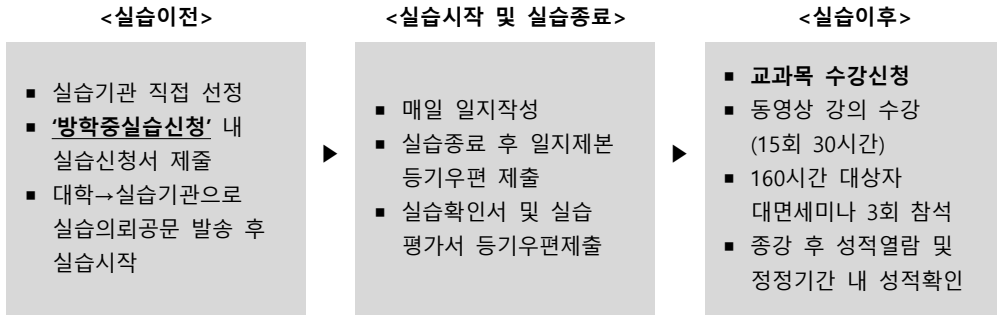 <실습이전>
■ 실습기관 직접 선정
■ ‘방학중실습신청’ 내
실습신청서 제줄
■ 대학→실습기관으로
실습의뢰공문 발송 후
실습시작
▶
<실습시작 및 실습종료>
■ 매일 일지작성
■ 실습종료 후 일지제본
등기우편 제출
■ 실습확인서 및 실습
평가서 등기우편제출
▶
<실습이후>
■ 교과목 수강신청
■ 동영상 강의 수강
(15회 30시간)
■ 160시간 대상자
대면세미나 3회 참석
■ 종강 후 성적열람 및
정정기간 내 성적확인